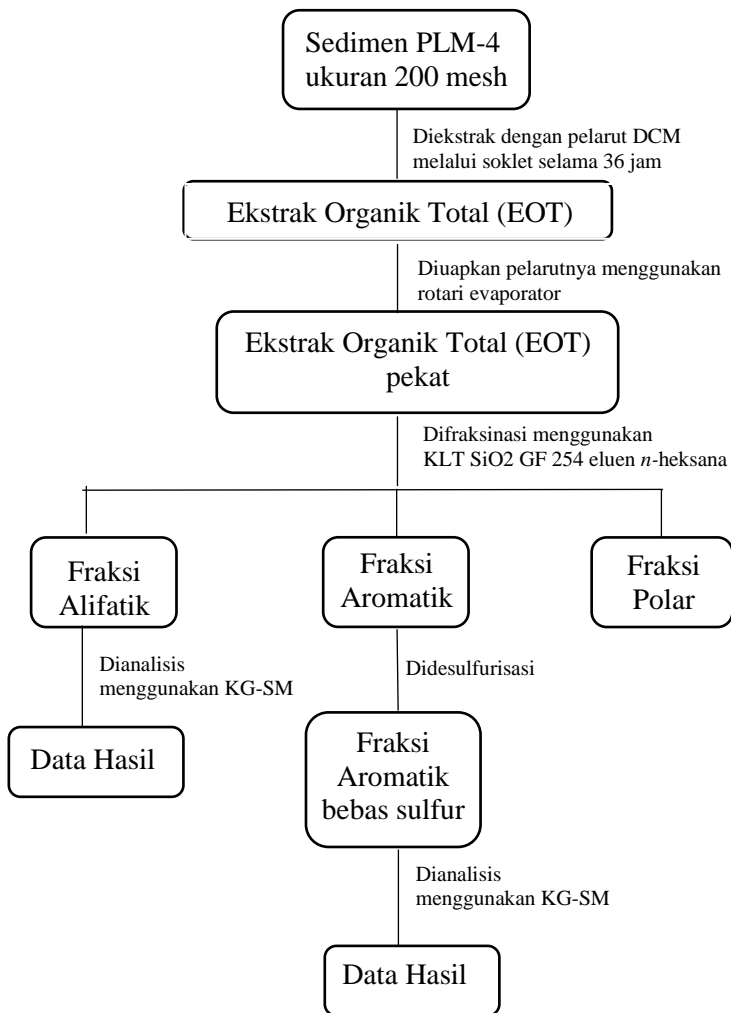 Sedimen PLM-4
ukuran 200 mesh
Diekstrak dengan pelarut DCM
melalui soklet selama 36 jam
Ekstrak Organik Total (EOT)
Diuapkan pelarutnya menggunakan
rotari evaporator
Ekstrak Organik Total (EOT)
pekat
Difraksinasi menggunakan
KLT SiO2 GF 254 eluen n-heksana
Fraksi
Alifatik
Fraksi
Aromatik
Fraksi
Polar
Dianalisis
menggunakan KG-SM
Didesulfurisasi
Data Hasil
Fraksi
Aromatik
bebas sulfur
Dianalisis
menggunakan KG-SM
Data Hasil